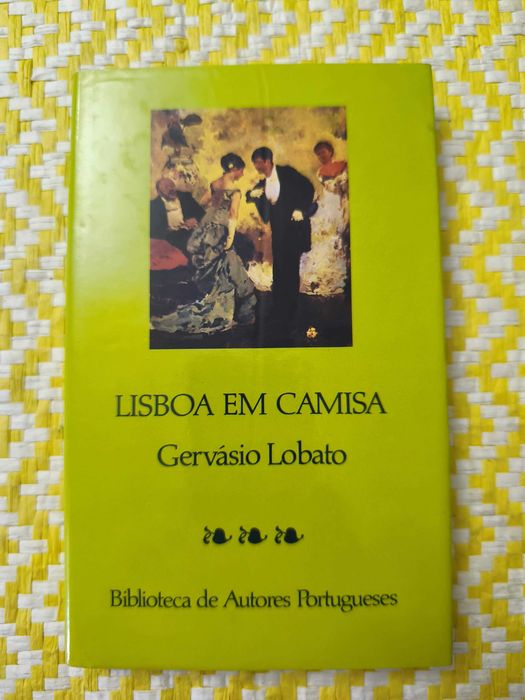 LISBOA EM CAMISA
Gervásio Lobato
Biblioteca de Autores Portugueses